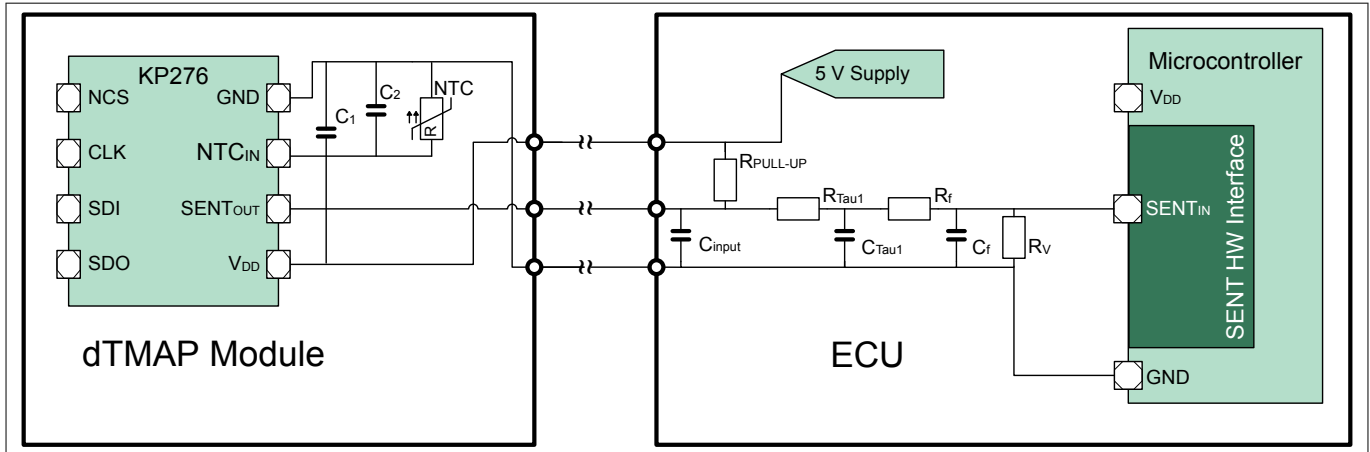 KP276
NCS
GND
CLK
NTCIN
SDI
SENTOUT
SDO
VDD
C1
C2
NTC
R
dTMAP Module
5 V Supply
RPULL-UP
RTau1
Rf
Cinput
CTau1
Cf
RV
ECU
Microcontroller
VDD
SENTIN
SENT HW Interface
GND